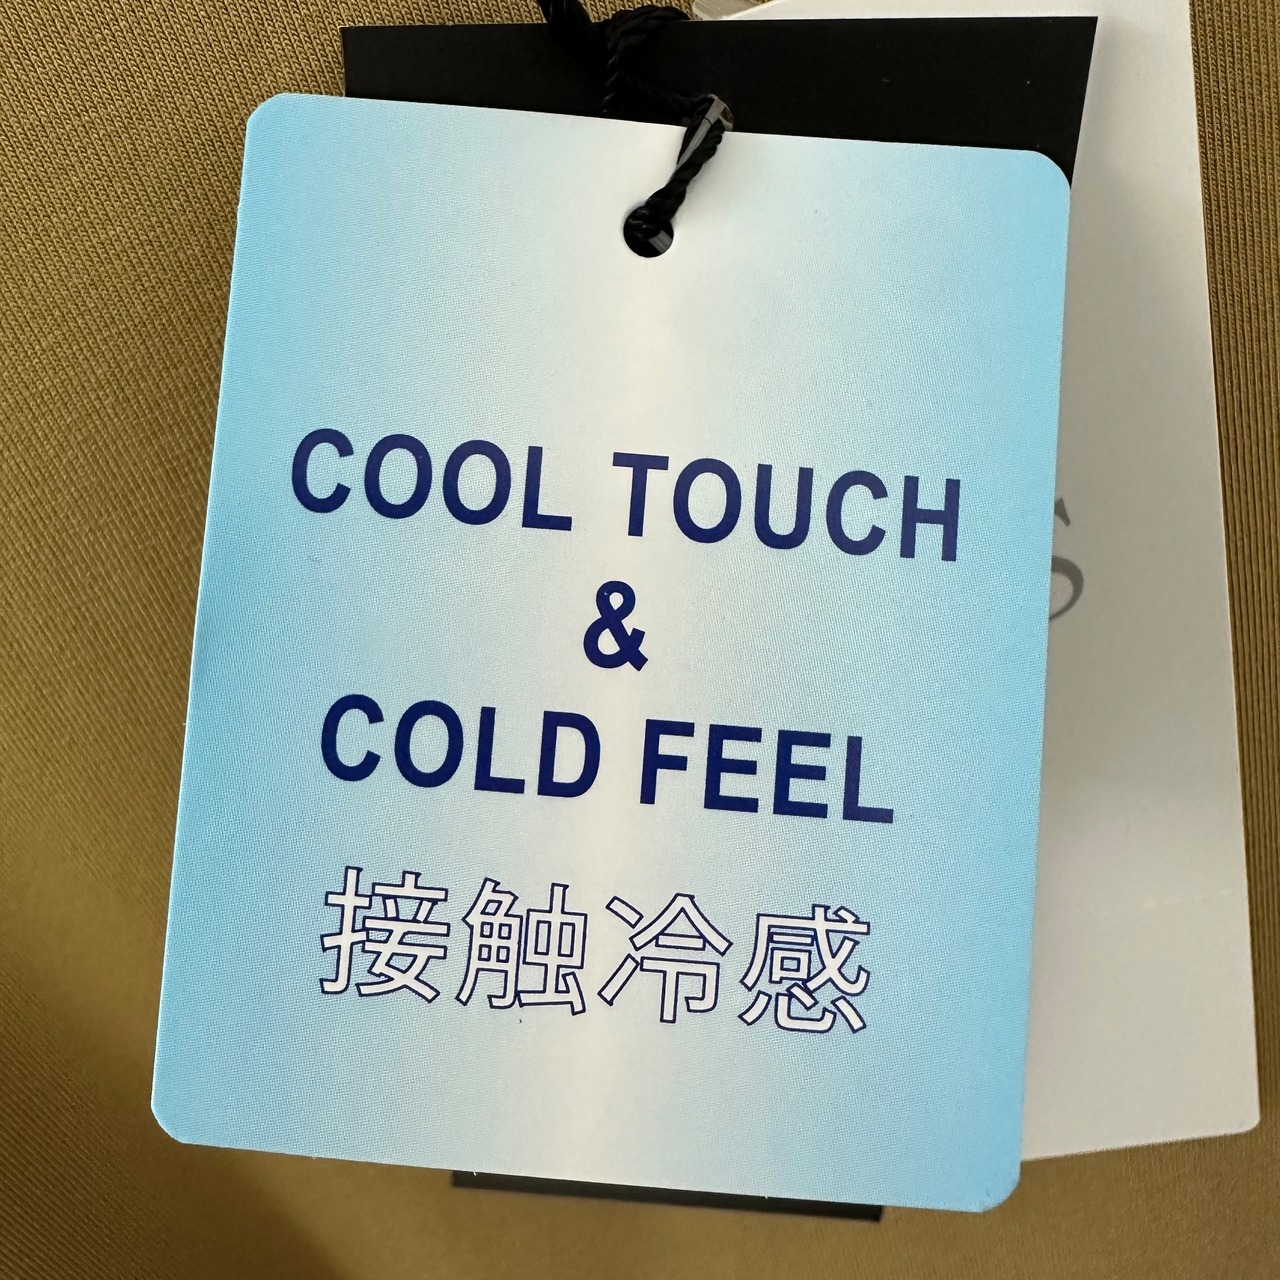 COOL TOUCH
&
COLD FEEL
接触冷感